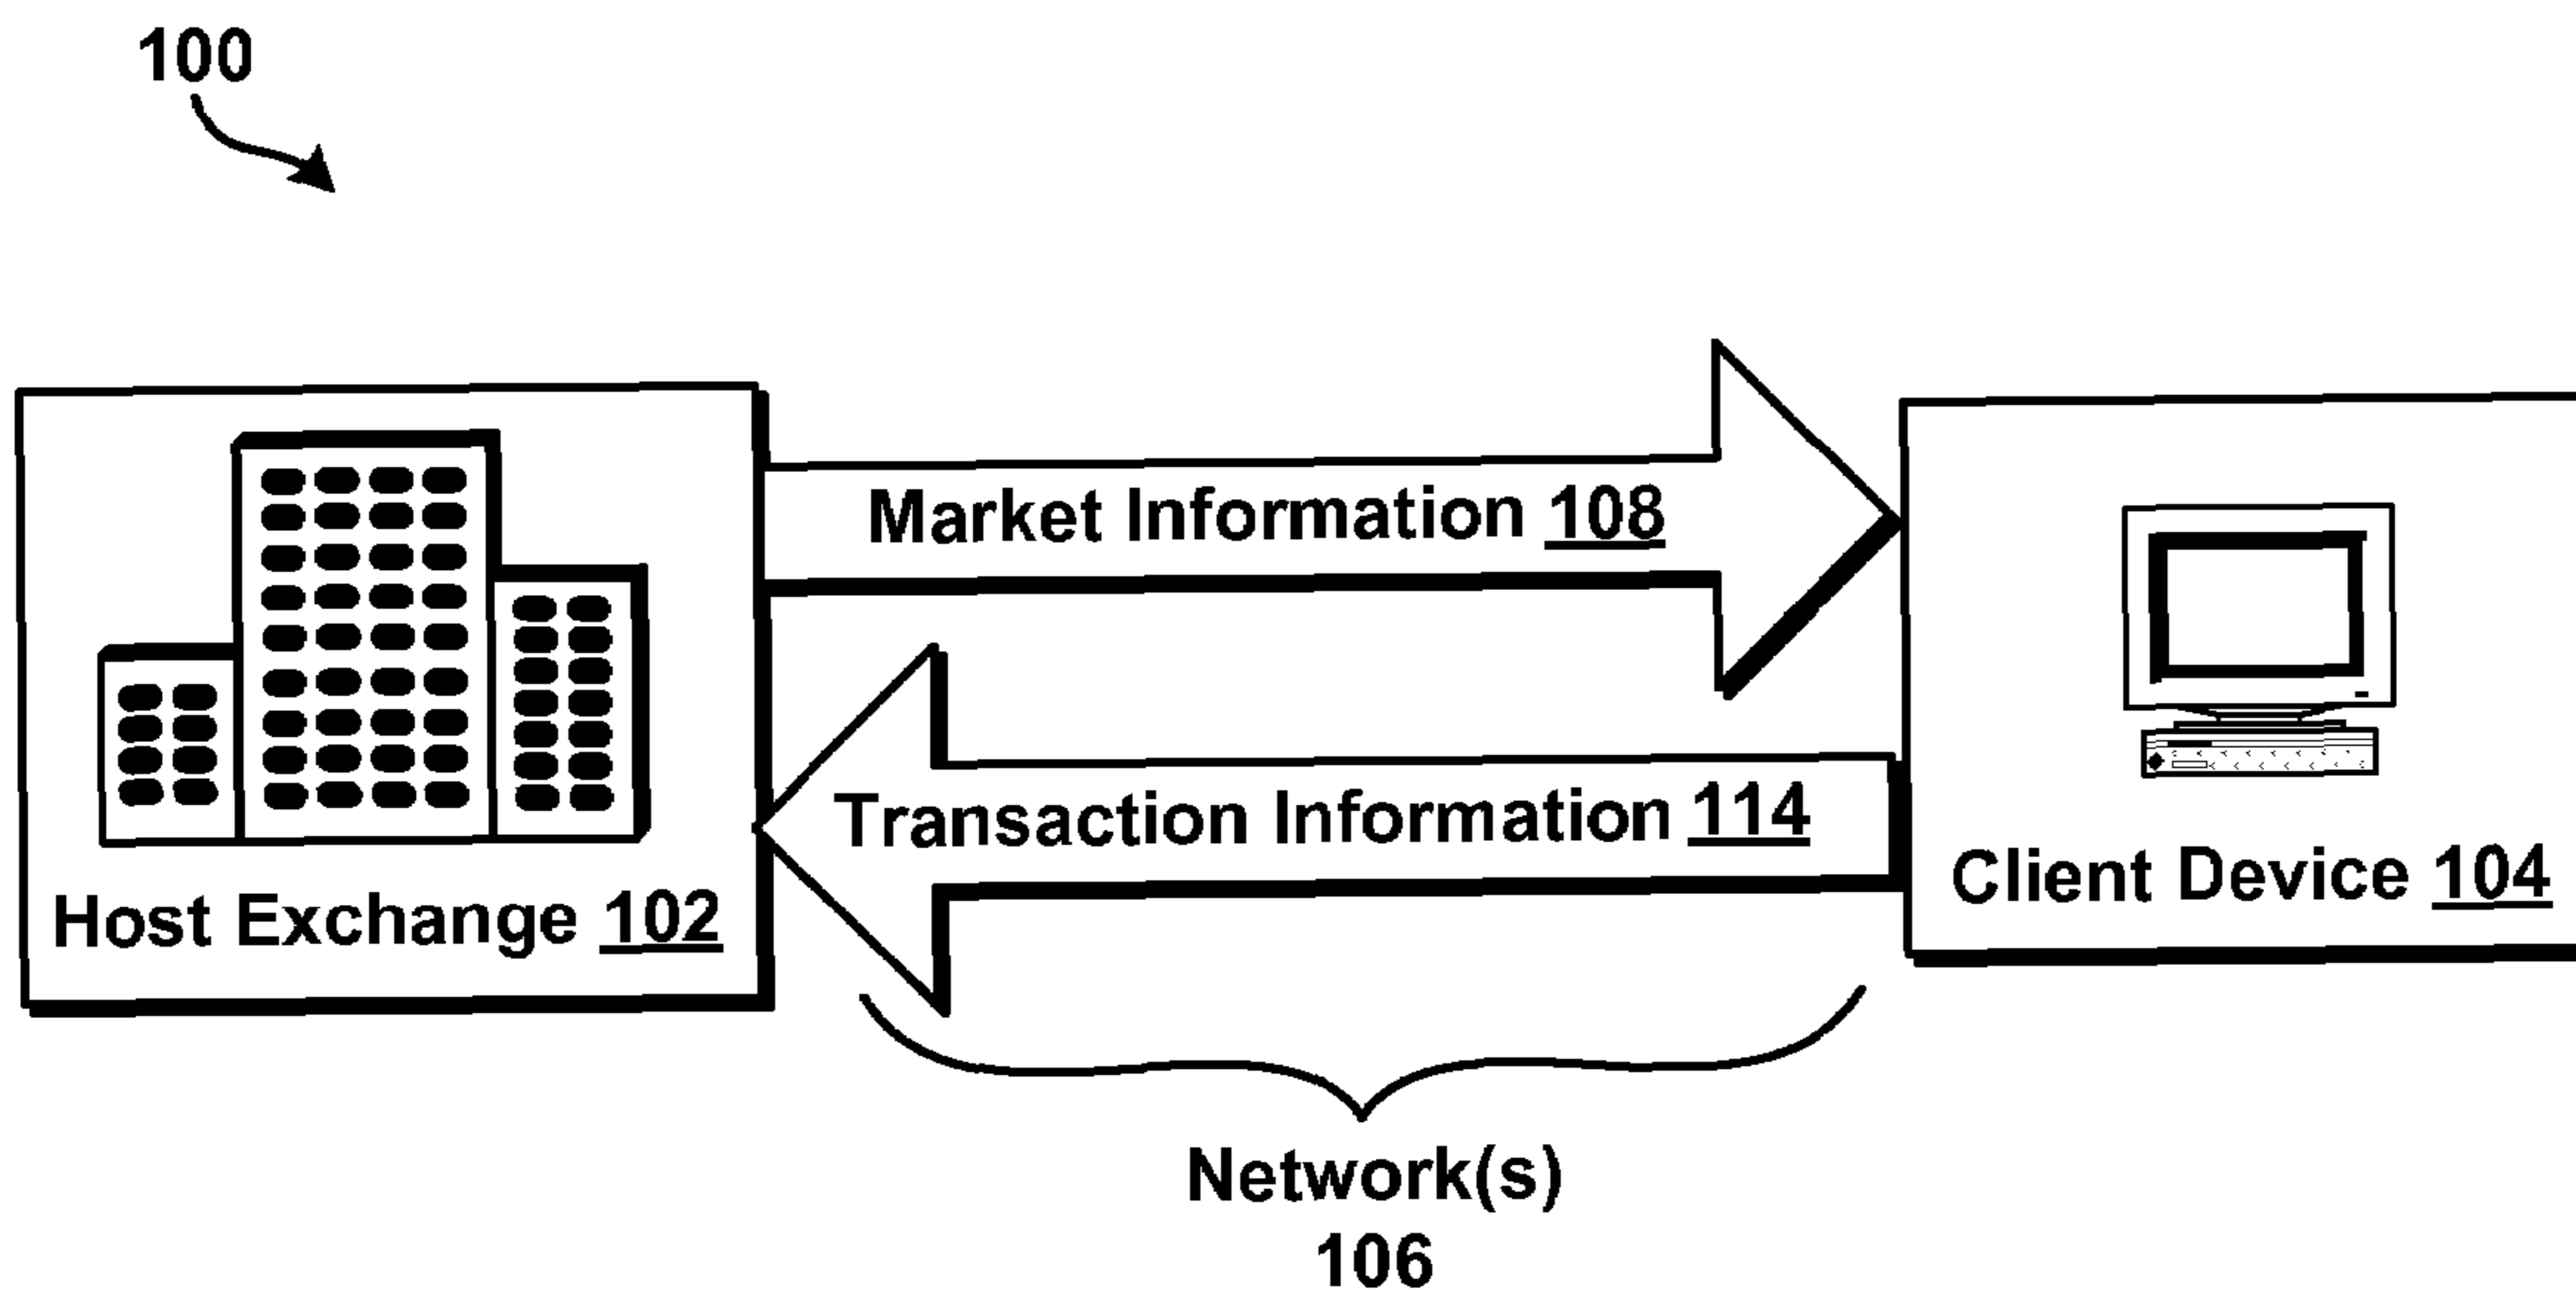 100
Market Information 108
Transaction Information 114
Host Exchange 102
Client Device 104
Network(s)
106